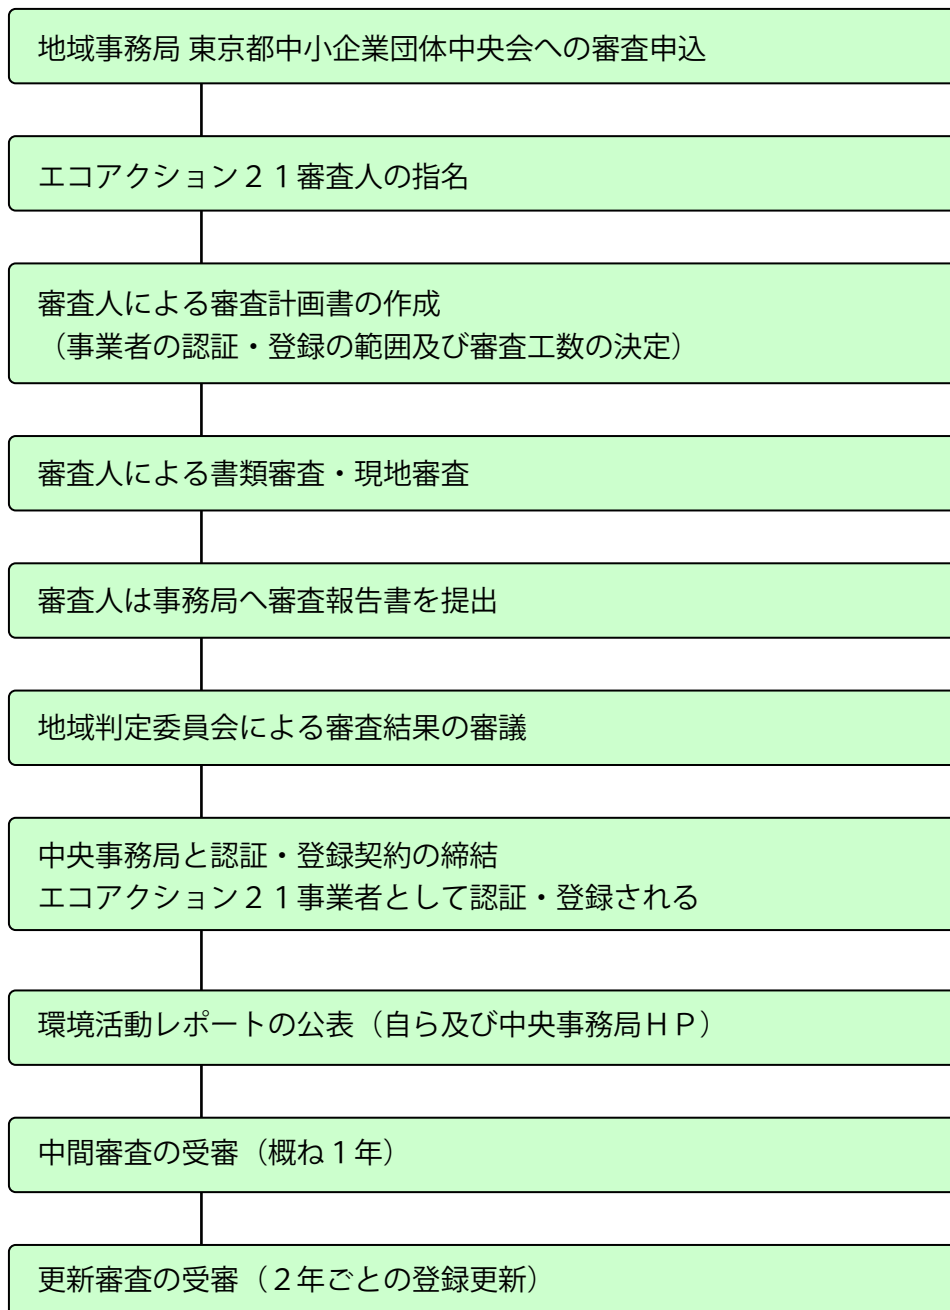 地域事務局 東京都中小企業団体中央会への審査申込
エコアクション２１審査人の指名
審査人による審査計画書の作成
（事業者の認証・登録の範囲及び審査工数の決定）
審査人による書類審査・現地審査
審査人は事務局へ審査報告書を提出
地域判定委員会による審査結果の審議
中央事務局と認証・登録契約の締結
エコアクション２１事業者として認証・登録される
環境活動レポートの公表（自ら及び中央事務局ＨＰ）
中間審査の受審（概ね１年）
更新審査の受審（２年ごとの登録更新）